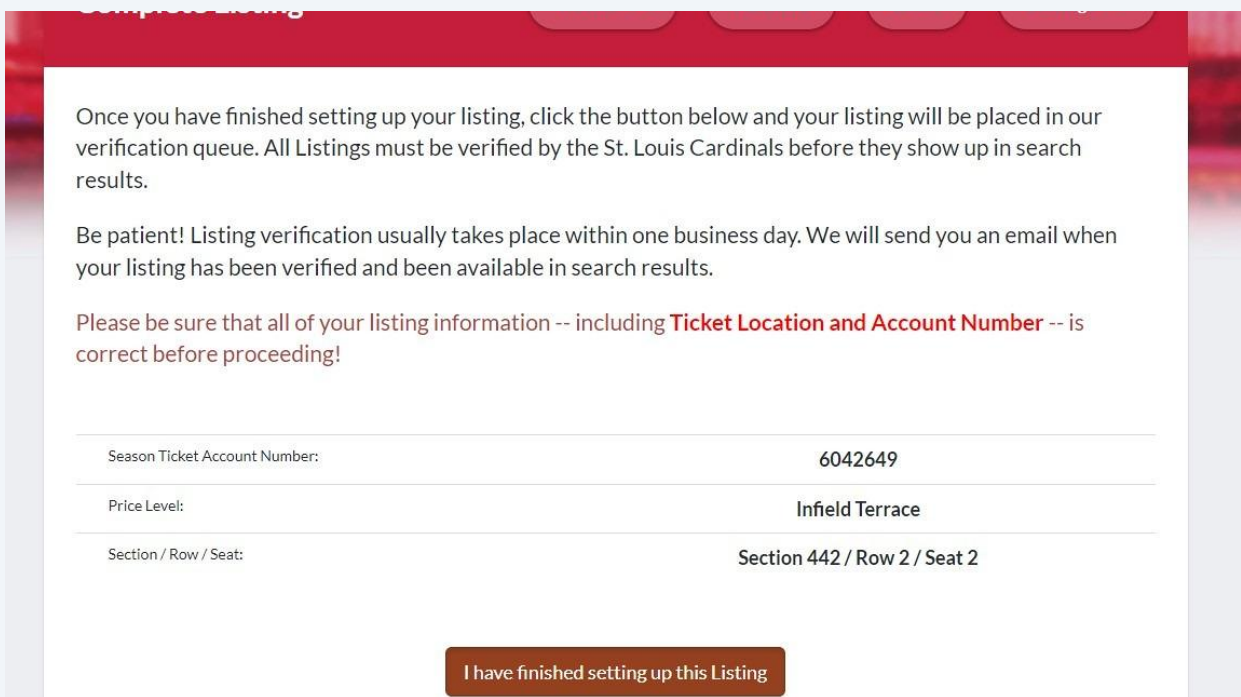 Complete Listing
Once you have finished setting up your listing, click the button below and your listing will be placed in our
verification queue. All Listings must be verified by the St. Louis Cardinals before they show up in search
results.
Be patient! Listing verification usually takes place within one business day. We will send you an email when
your listing has been verified and been available in search results.
Please be sure that all of your listing information -- including Ticket Location and Account Number -- is
correct before proceeding!
Season Ticket Account Number: 6042649
Price Level: Infield Terrace
Section / Row / Seat: Section 442 / Row 2 / Seat 2
I have finished setting up this Listing